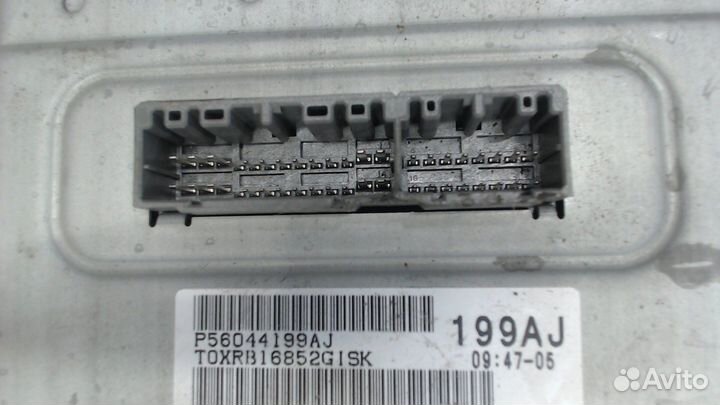 P56044199AJ
T0XRB16852GISK
199AJ
09:47-05
Avito